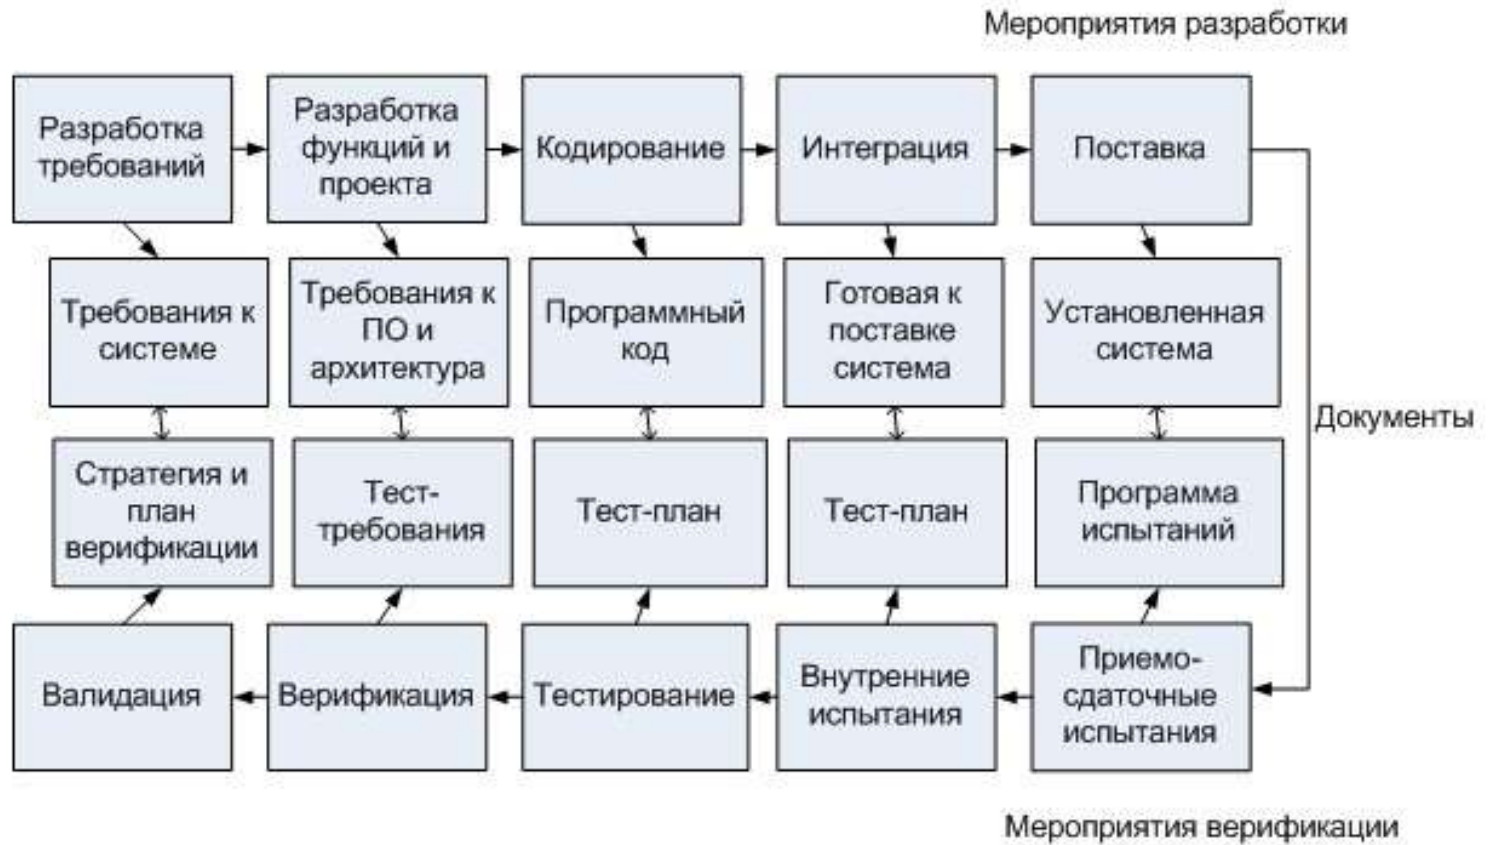 Мероприятия разработки
Разработка
требований
Разработка
функций и
проекта
Кодирование
Интеграция
Поставка
Требования к
системе
Требования к
ПО и
архитектура
Программный
код
Готовая к
поставке
система
Установленная
система
Документы
Стратегия и
план
верификации
Тест-
требования
Тест-план
Тест-план
Программа
испытаний
Валидация
Верификация
Тестирование
Внутренние
испытания
Приемо-
сдаточные
испытания
Мероприятия верификации